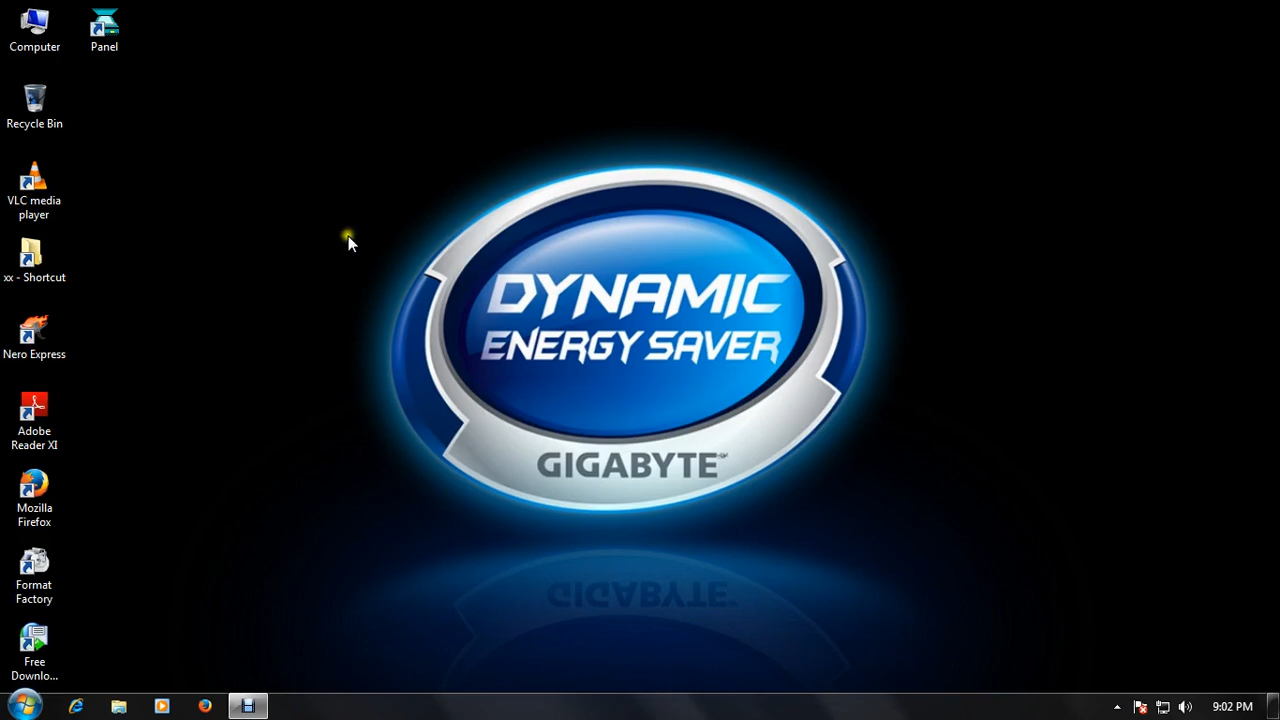 Computer
Panel
Recycle Bin
VLC media
player
xx - Shortcut
Nero Express
Adobe
Reader XI
Mozilla
Firefox
Format
Factory
Free
Downlo...
DYNAMIC
ENERGY SAVER
GIGABYTE
GIGABYTE
9:02 PM